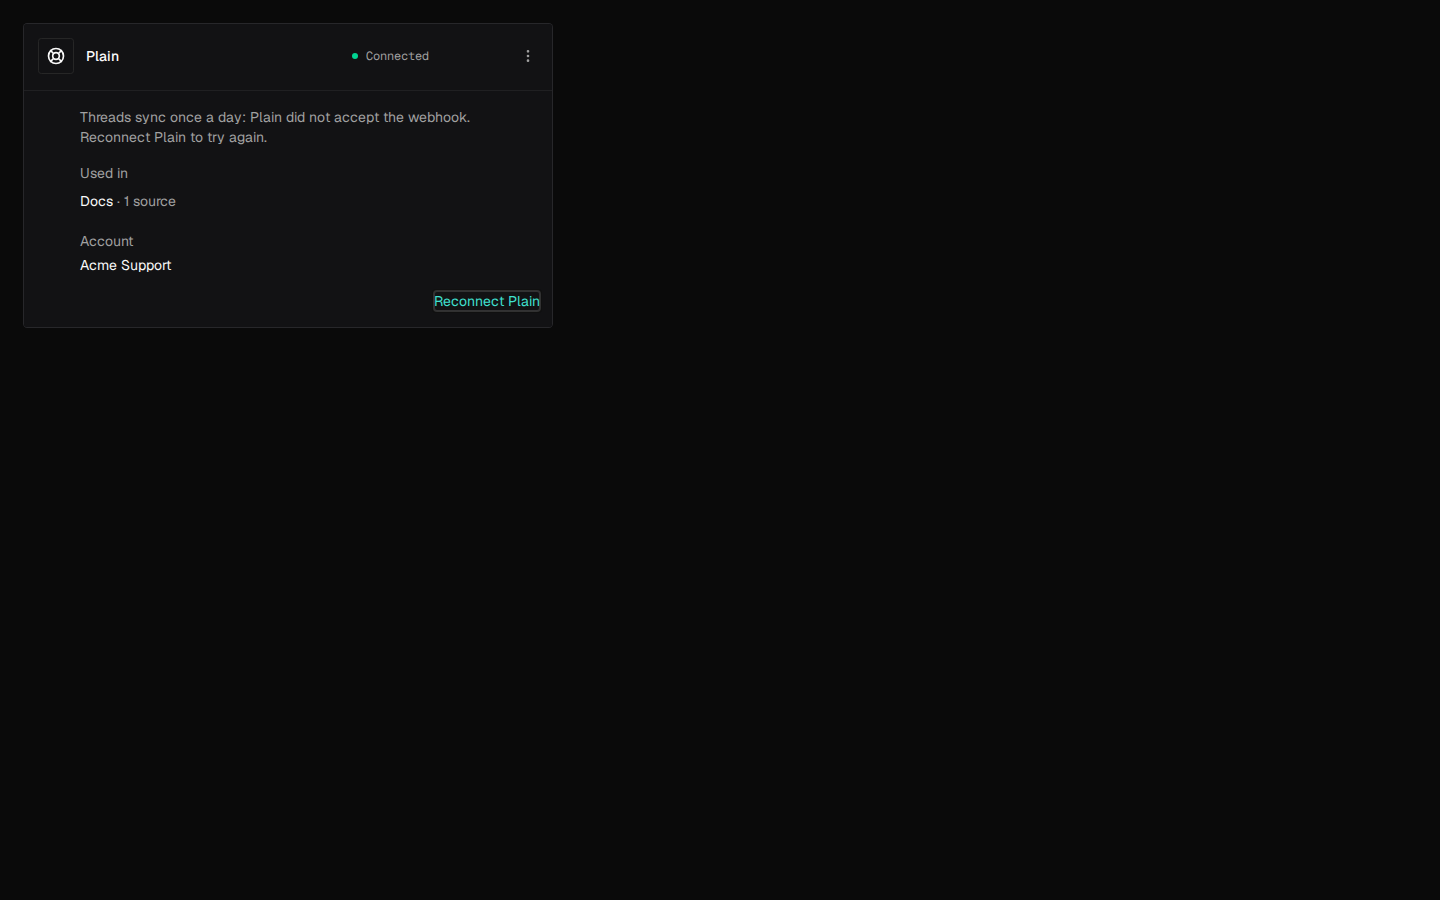 Plain
Connected
Threads sync once a day: Plain did not accept the webhook.
Reconnect Plain to try again.
Used in
Docs · 1 source
Account
Acme Support
Reconnect Plain